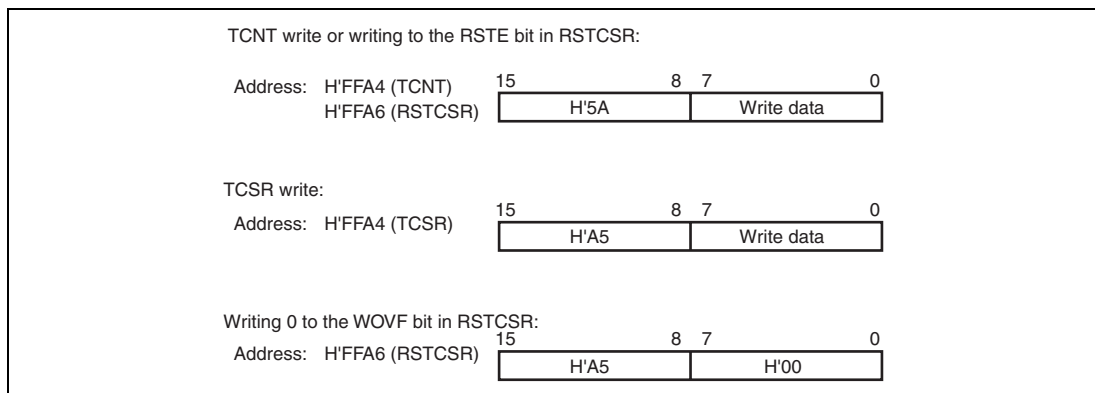 TCNT write or writing to the RSTE bit in RSTCSR:
15 8 7 0
Address: H'FFA4 (TCNT)
H'FFA6 (RSTCSR)
H'5A Write data
TCSR write:
15 8 7 0
Address: H'FFA4 (TCSR)
H'A5 Write data
Writing 0 to the WOVF bit in RSTCSR:
15 8 7 0
Address: H'FFA6 (RSTCSR)
H'A5 H'00